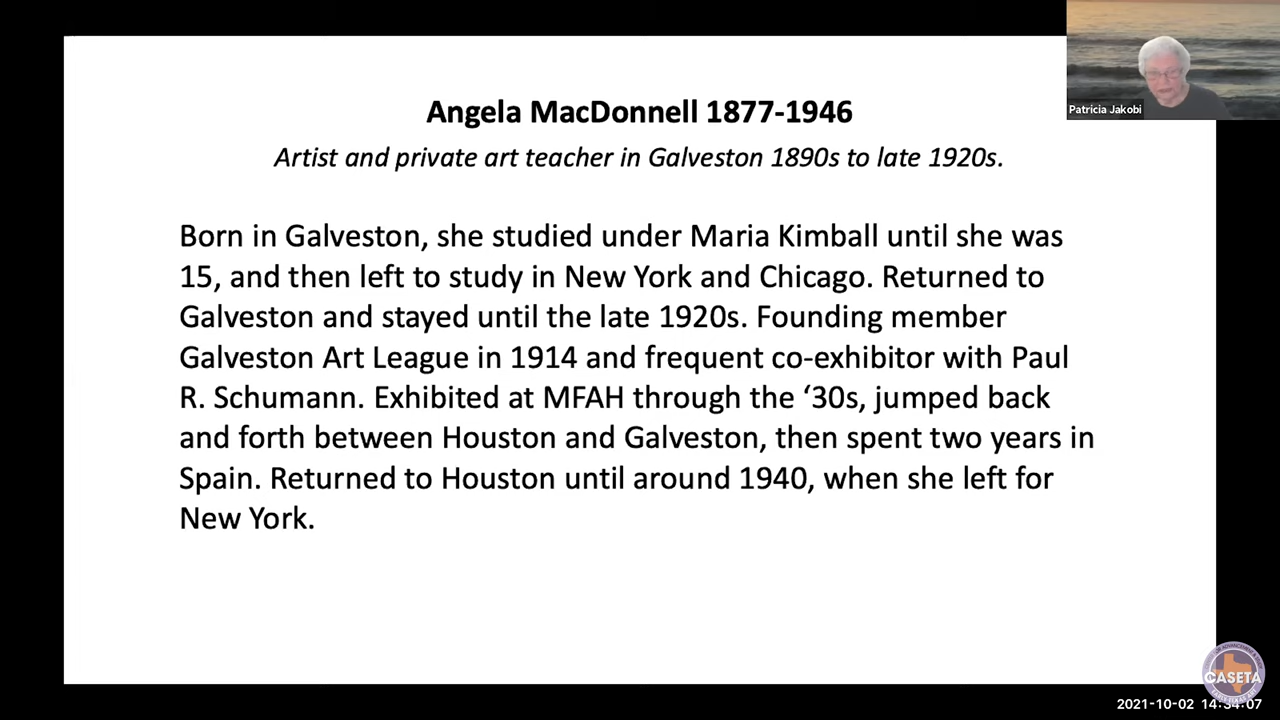 Angela MacDonnell 1877-1946
Artist and private art teacher in Galveston 1890s to late 1920s.
Born in Galveston, she studied under Maria Kimball until she was
15, and then left to study in New York and Chicago. Returned to
Galveston and stayed until the late 1920s. Founding member
Galveston Art League in 1914 and frequent co-exhibitor with Paul
R. Schumann. Exhibited at MFAH through the ‘30s, jumped back
and forth between Houston and Galveston, then spent two years in
Spain. Returned to Houston until around 1940, when she left for
New York.
Patricia Jakobi
CASETA
2021-10-02 14:34:07